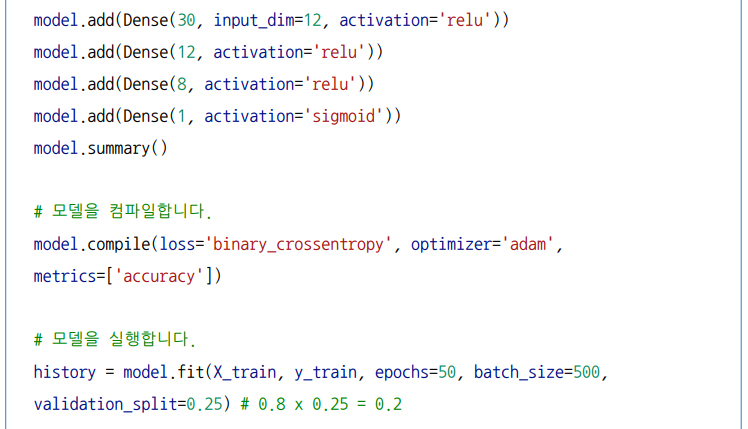 model.add(Dense(30, input_dim=12, activation='relu'))
model.add(Dense(12, activation='relu'))
model.add(Dense(8, activation='relu'))
model.add(Dense(1, activation='sigmoid'))
model.summary()
# 모델을 컴파일합니다.
model.compile(loss='binary_crossentropy', optimizer='adam',
metrics=['accuracy'])
# 모델을 실행합니다.
history = model.fit(X_train, y_train, epochs=50, batch_size=500,
validation_split=0.25) # 0.8 x 0.25 = 0.2